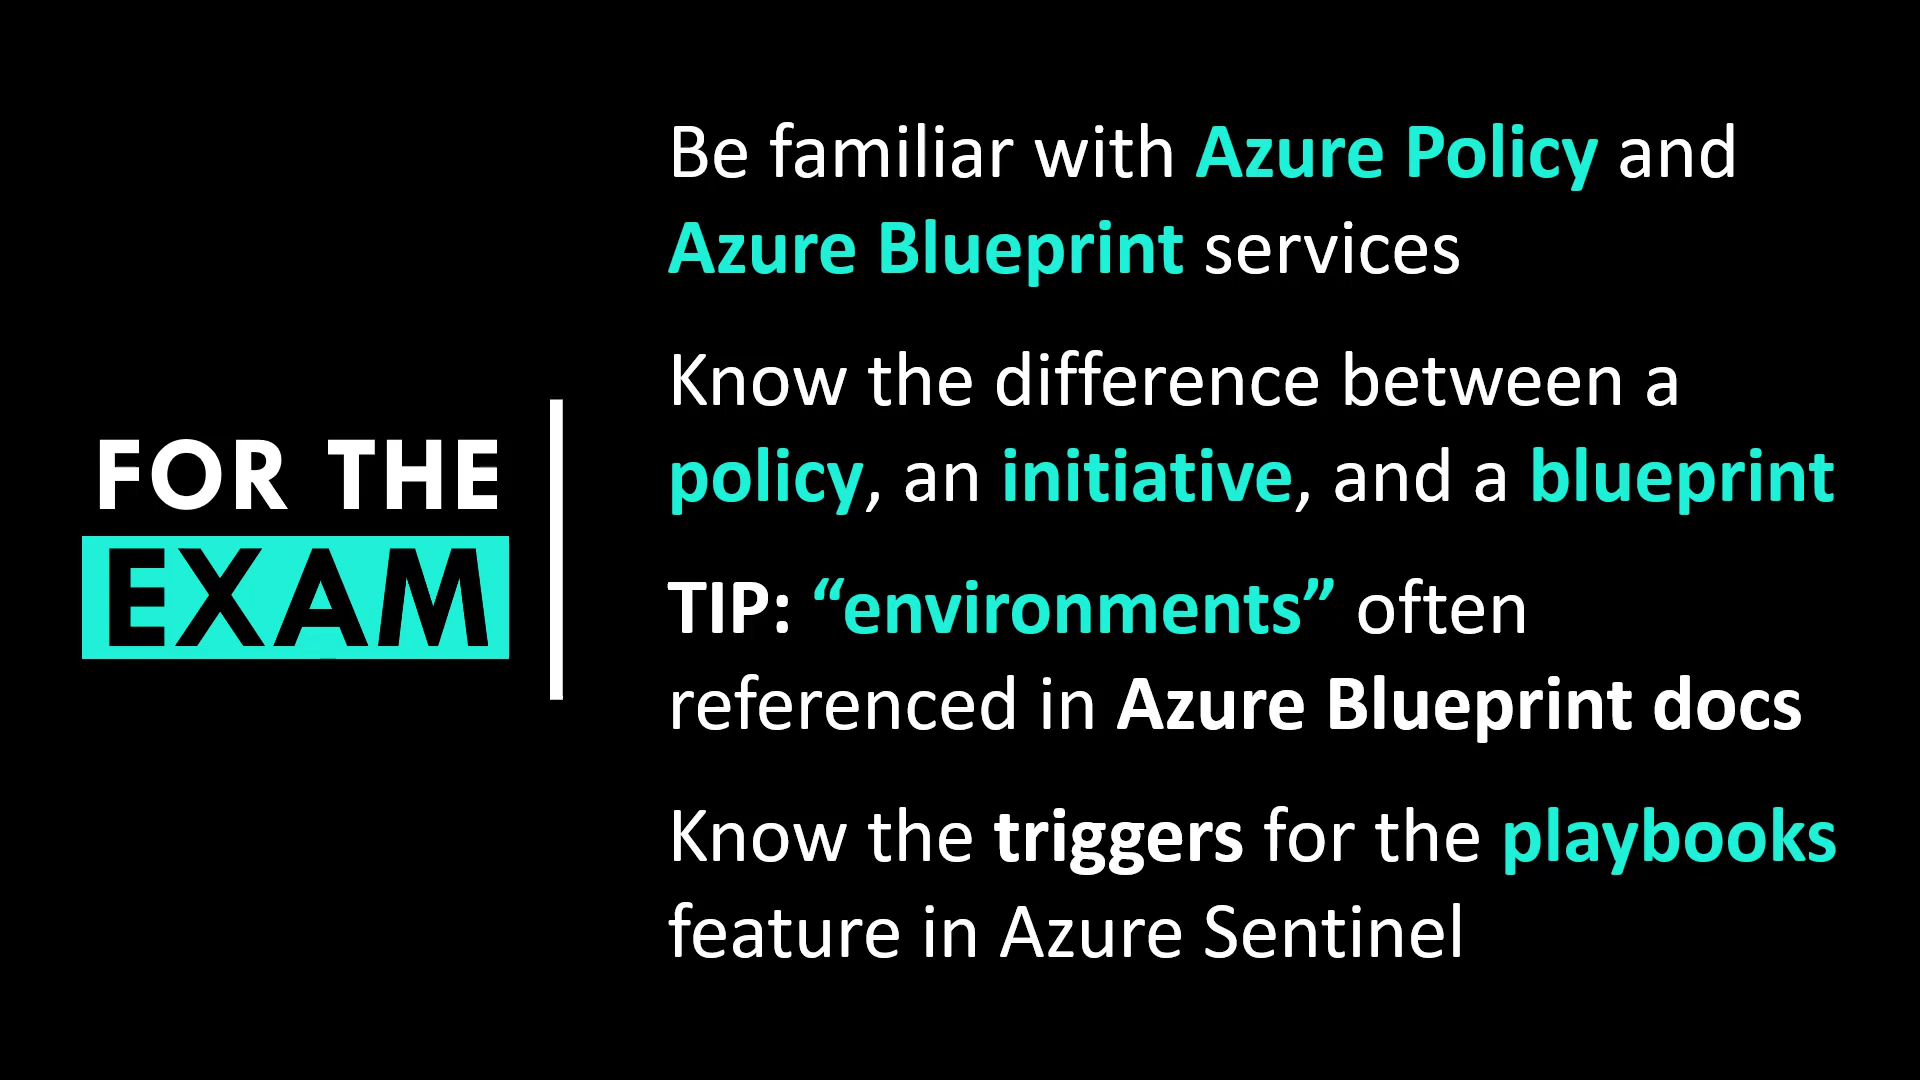 FOR THE
EXAM
Be familiar with Azure Policy and
Azure Blueprint services
Know the difference between a
policy, an initiative, and a blueprint
TIP: “environments” often
referenced in Azure Blueprint docs
Know the triggers for the playbooks
feature in Azure Sentinel